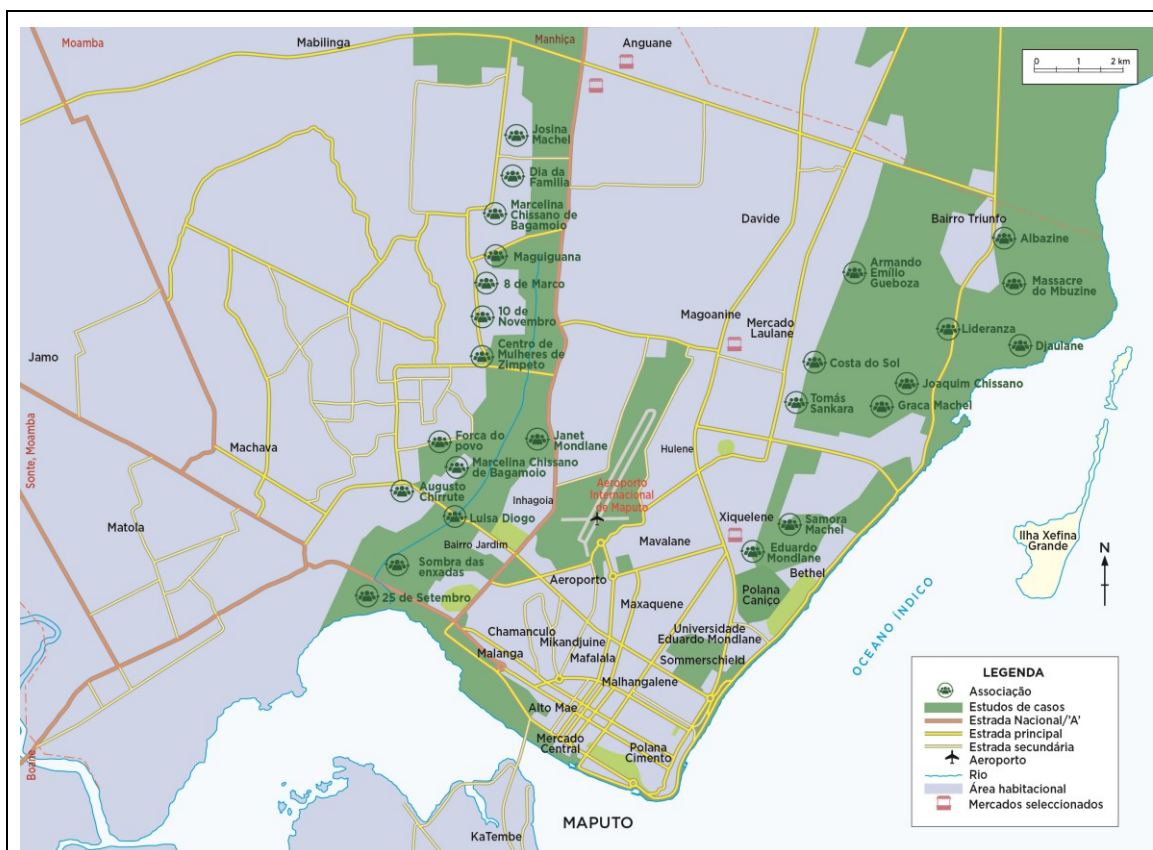 Moamba
Mabilinga
Manhiça
Anguane
0 1 2 km
Josina
Machel
Dia da
Familia
Marcelina
Chissano de
Bagamoio
Davide
Bairro Triunfo
Albazine
Maguiguana
Armando
Emílio
Gueboza
8 de Marco
Massacre
do Mbuzine
10 de
Novembro
Magoanine
Mercado
Laulane
Lideranza
Djaulane
Jamo
Centro de
Mulheres de
Zimpeto
Costa do Sol
Joaquim Chissano
Tomás
Sankara
Graca Machel
Sonte, Moamba
Machava
Forca do
povo
Janet
Mondlane
Hulene
Marcelina Chissano
de Bagamoio
Augusto
Chirrute
Inhagoia
Aeroporto
Internacional
de Maputo
Luisa Diogo
Matola
Xiquelene
Samora
Machel
Bairro Jardim
Mavalane
Eduardo
Mondlane
Ilha Xefina
Grande
N
Sombra das
enxadas
Aeroporto
Bethel
25 de Setembro
Maxaquene
Polana
Caniço
Chamanculo
Mikandjuine
Universidade
Eduardo Mondlane
Malanga
Mafalala
Sommerschield
OCEANO ÍNDICO
Malhangalene
Alto Mae
Mercado
Central
Polana
Cimento
Boane
MAPUTO
KaTembe
LEGENDA
Associação
Estudos de casos
Estrada Nacional/'A'
Estrada principal
Estrada secundária
Aeroporto
Rio
Área habitacional
Mercados seleccionados